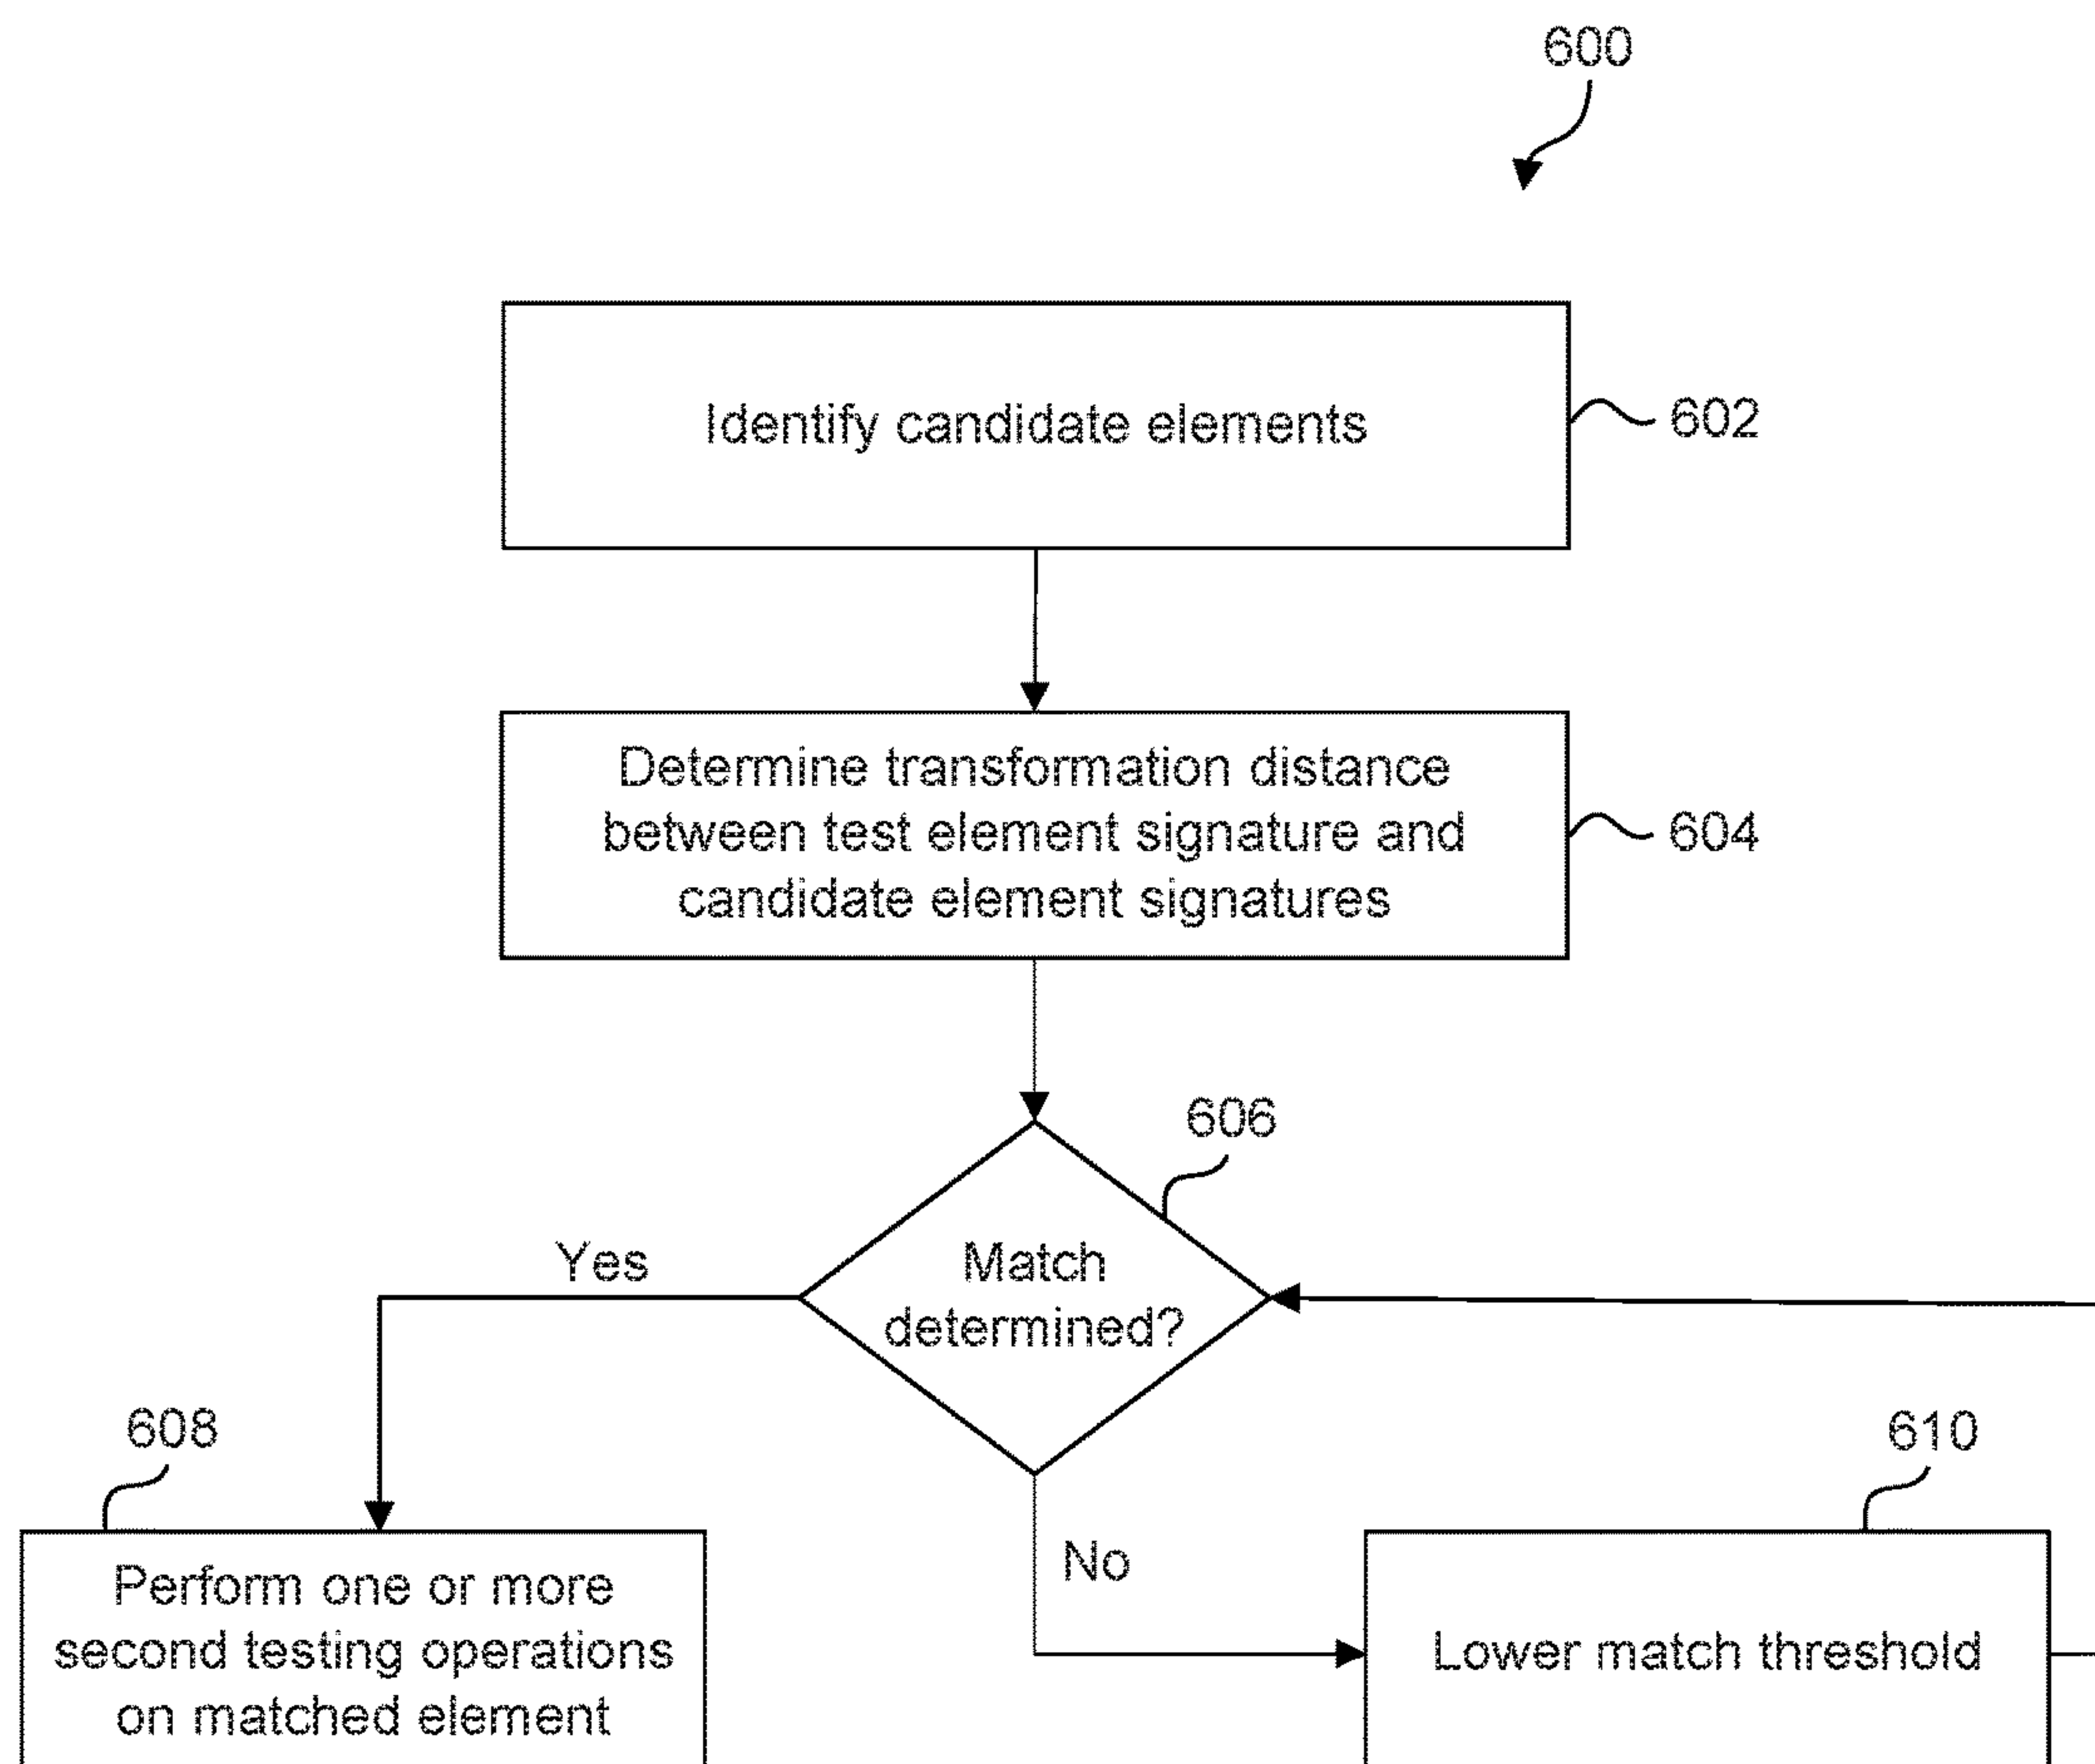 600
Identify candidate elements
602
Determine transformation distance
between test element signature and
candidate element signatures
604
606
Match
determined?
Yes
No
608
Perform one or more
second testing operations
on matched element
610
Lower match threshold